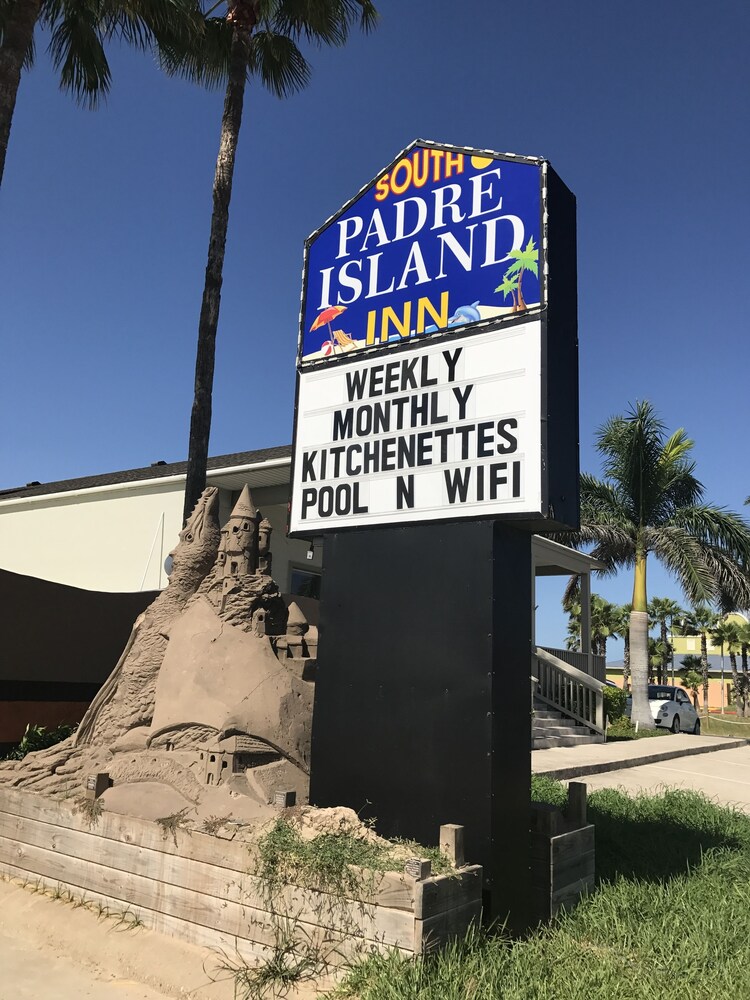 SOUTH
PADRE
ISLAND
INN
WEEKLY
MONTHLY
KITCHENETTES
POOL N WIFI